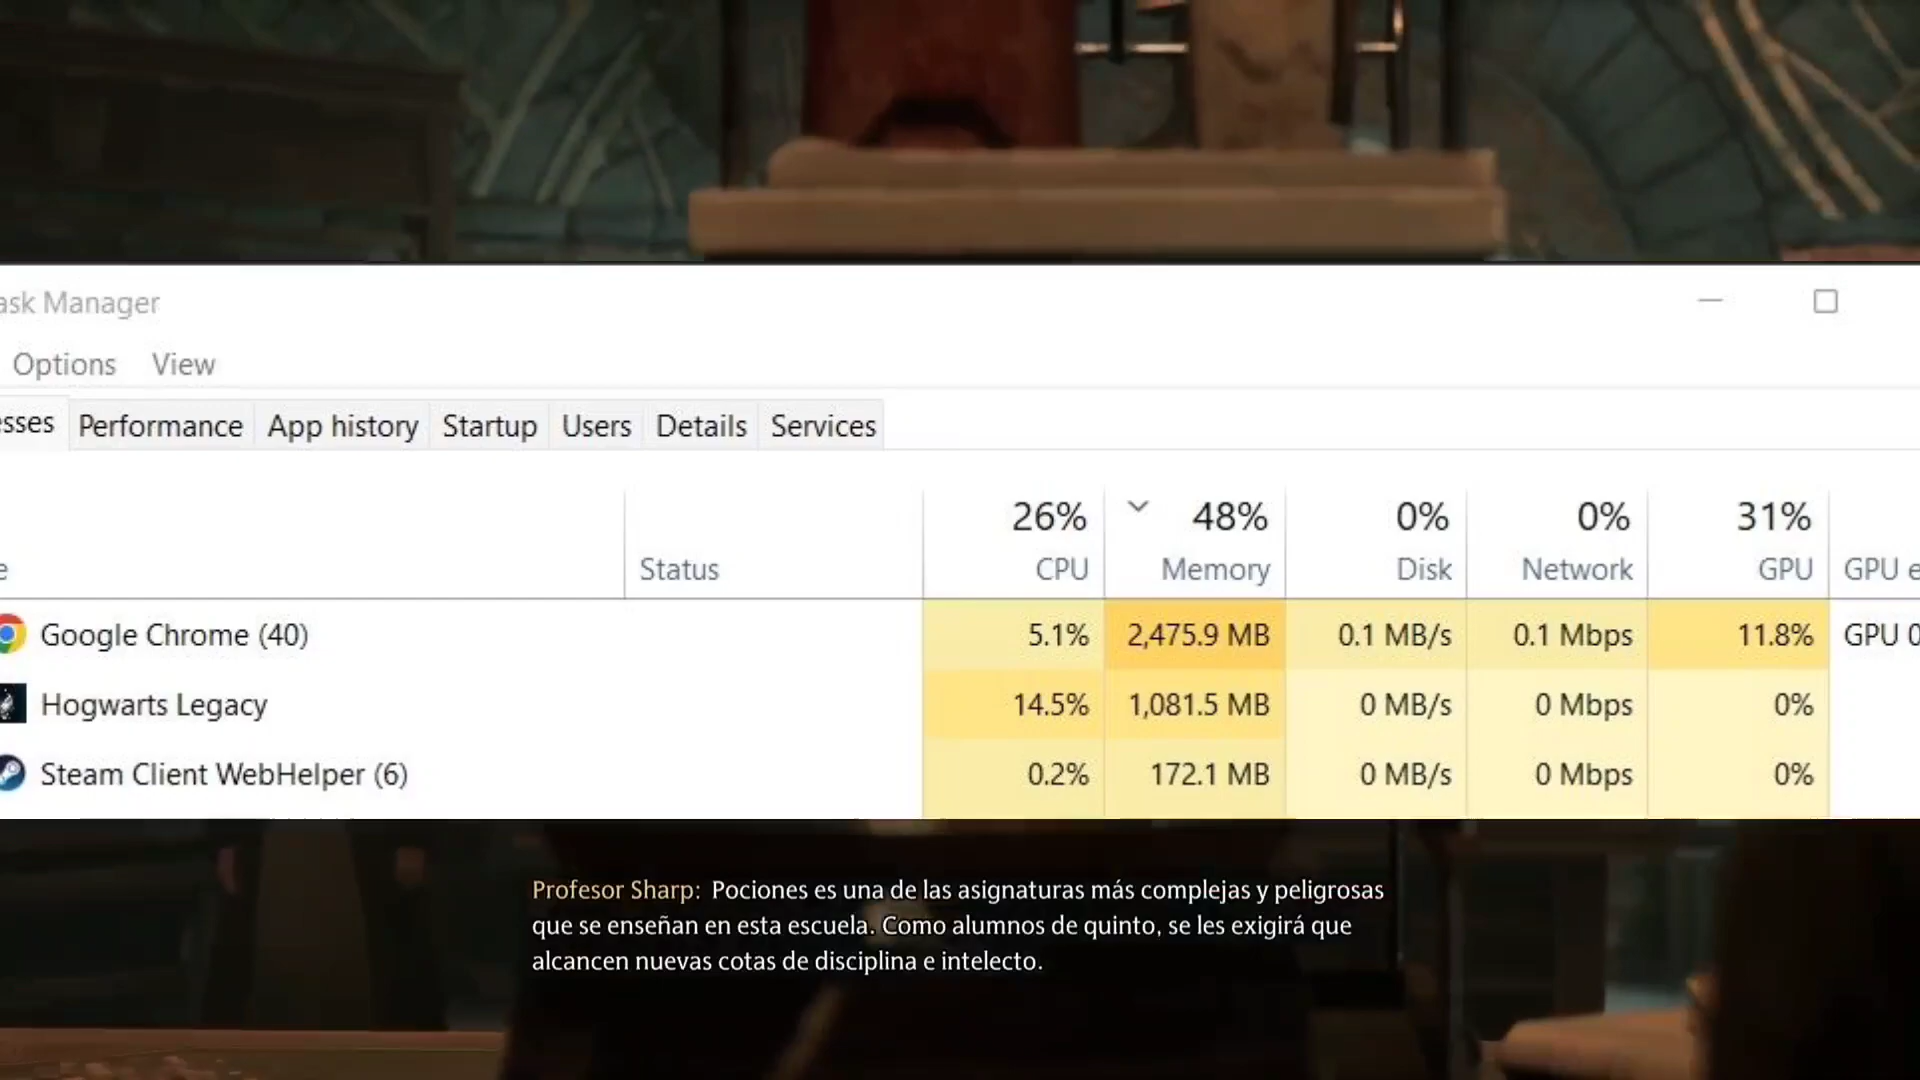 ask Manager
Options View
esses Performance App history Startup Users Details Services
26% 48% 0% 0% 31%
e Status CPU Memory Disk Network GPU GPU e
Google Chrome (40) 5.1% 2,475.9 MB 0.1 MB/s 0.1 Mbps 11.8% GPU 0
Hogwarts Legacy 14.5% 1,081.5 MB 0 MB/s 0 Mbps 0%
Steam Client WebHelper (6) 0.2% 172.1 MB 0 MB/s 0 Mbps 0%
Profesor Sharp: Pociones es una de las asignaturas más complejas y peligrosas
que se enseñan en esta escuela. Como alumnos de quinto, se les exigirá que
alcancen nuevas cotas de disciplina e intelecto.